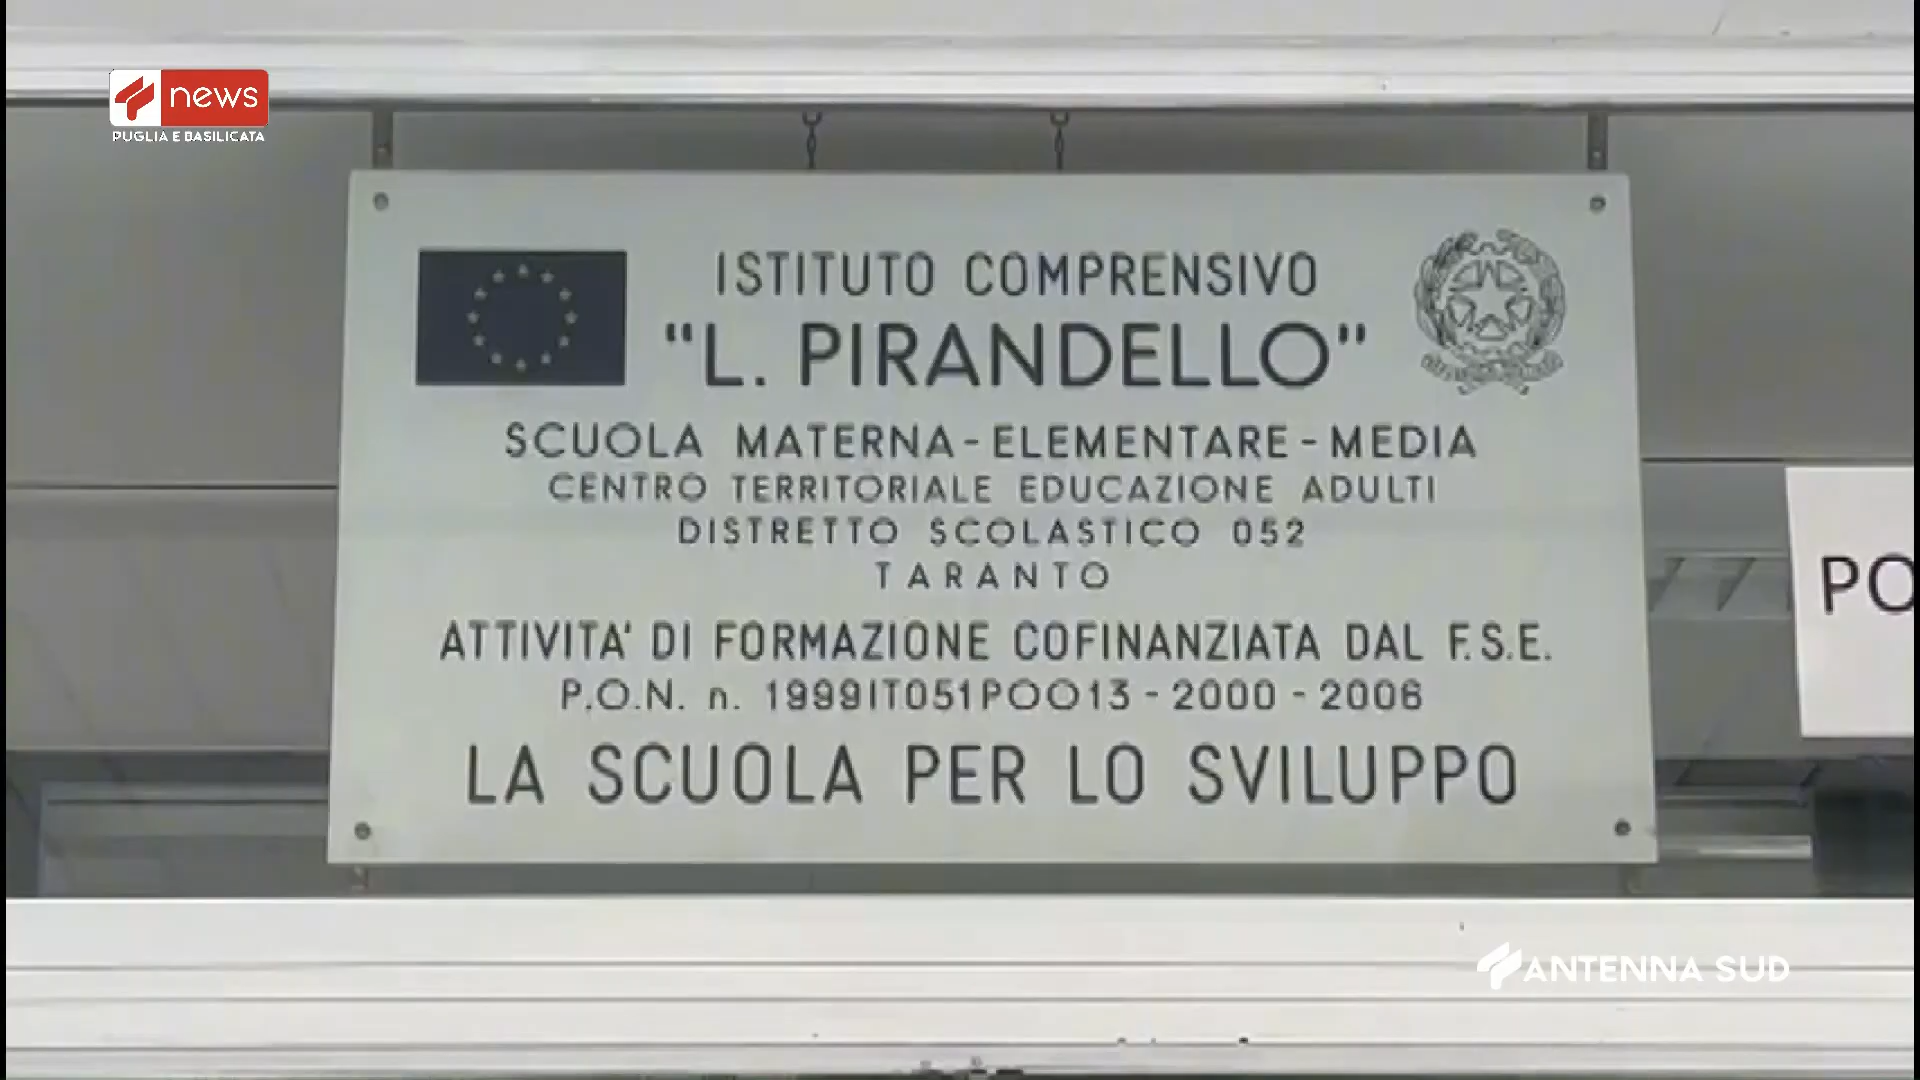 news
PUGLIA E BASILICATA
ISTITUTO COMPRENSIVO
"L. PIRANDELLO"
SCUOLA MATERNA-ELEMENTARE-MEDIA
CENTRO TERRITORIALE EDUCAZIONE ADULTI
DISTRETTO SCOLASTICO 052
TARANTO
ATTIVITA' DI FORMAZIONE COFINANZIATA DAL F.S.E.
P.O.N. n. 1999IT051POO13-2000-2006
LA SCUOLA PER LO SVILUPPO
PO
ANTENNA SUD